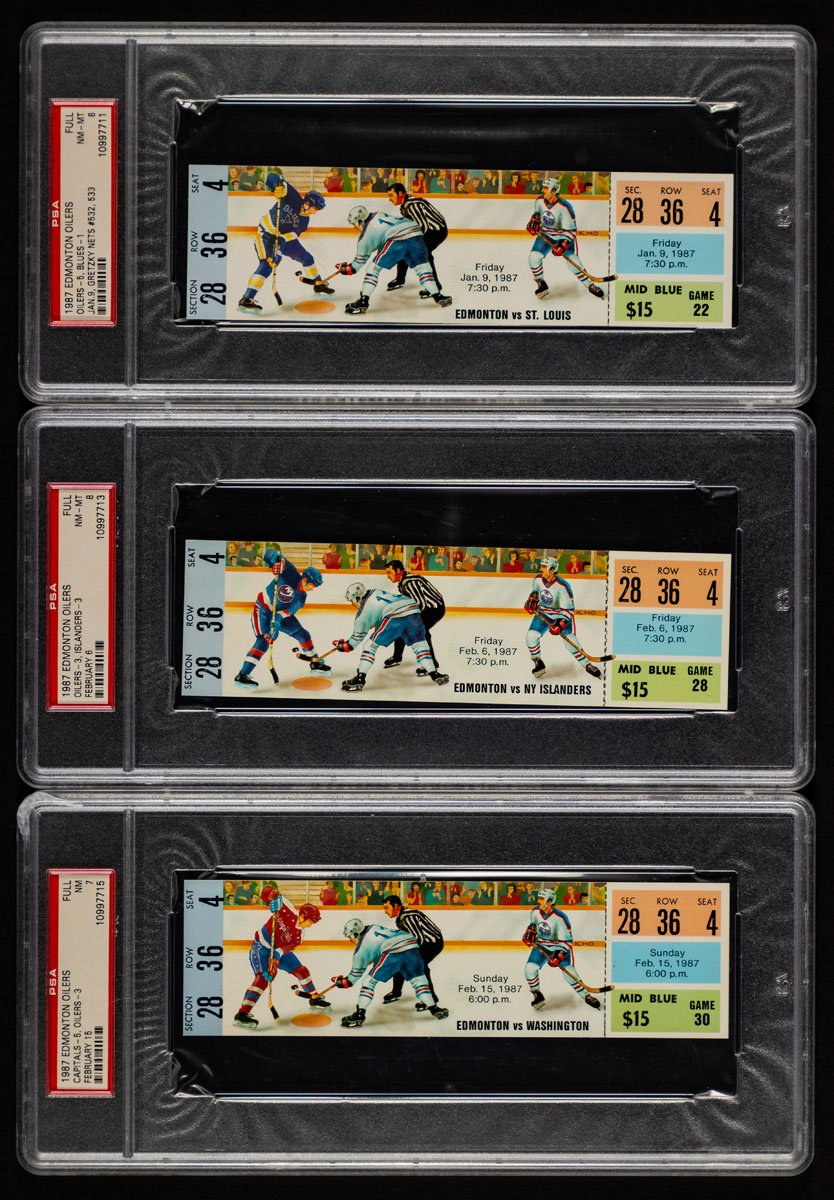 PSA
1987 EDMONTON OILERS FULL
OILERS-5, BLUES-1 NM-MT
JAN.9, GRETZKY NETS #532, 533 8
10997711
SECTION ROW SEAT
28 36 4
Friday
Jan. 9, 1987
7:30 p.m.
EDMONTON vs ST. LOUIS
SEC. ROW SEAT
28 36 4
Friday
Jan. 9, 1987
7:30 p.m.
MID BLUE GAME
$15 22
PSA
1987 EDMONTON OILERS FULL
OILERS-3, ISLANDERS-3 NM-MT
FEBRUARY 6 8
10997713
SECTION ROW SEAT
28 36 4
Friday
Feb. 6, 1987
7:30 p.m.
EDMONTON vs NY ISLANDERS
SEC. ROW SEAT
28 36 4
Friday
Feb. 6, 1987
7:30 p.m.
MID BLUE GAME
$15 28
PSA
1987 EDMONTON OILERS FULL
CAPITALS-5, OILERS-3 NM
FEBRUARY 15 7
10997715
SECTION ROW SEAT
28 36 4
Sunday
Feb. 15, 1987
6:00 p.m.
EDMONTON vs WASHINGTON
SEC. ROW SEAT
28 36 4
Sunday
Feb. 15, 1987
6:00 p.m.
MID BLUE GAME
$15 30